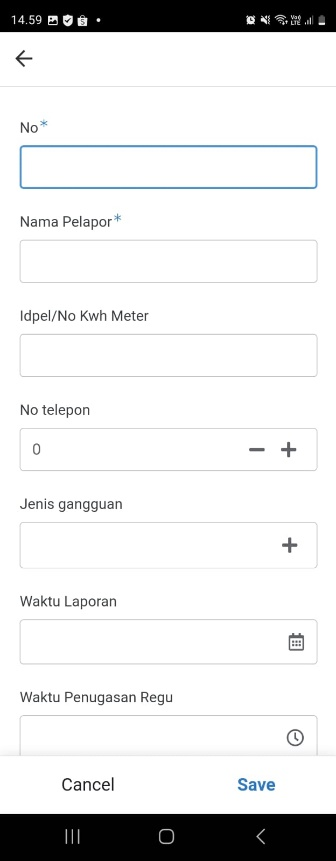 14.59
No*
Nama Pelapor*
Idpel/No Kwh Meter
No telepon
0
Jenis gangguan
Waktu Laporan
Waktu Penugasan Regu
Cancel Save